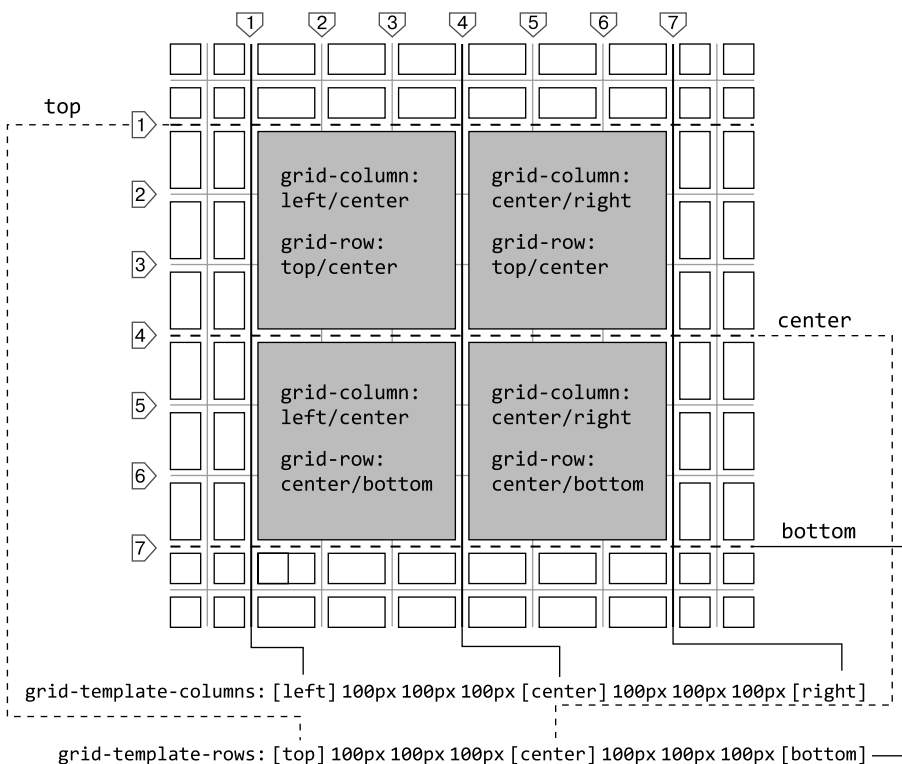 1 2 3 4 5 6 7
top
1
grid-column: grid-column:
left/center center/right
2
grid-row: grid-row:
top/center top/center
3
center
4
grid-column: grid-column:
left/center center/right
5
grid-row: grid-row:
center/bottom center/bottom
6
bottom
7
grid-template-columns: [left] 100px 100px 100px [center] 100px 100px 100px [right]
grid-template-rows: [top] 100px 100px 100px [center] 100px 100px 100px [bottom]